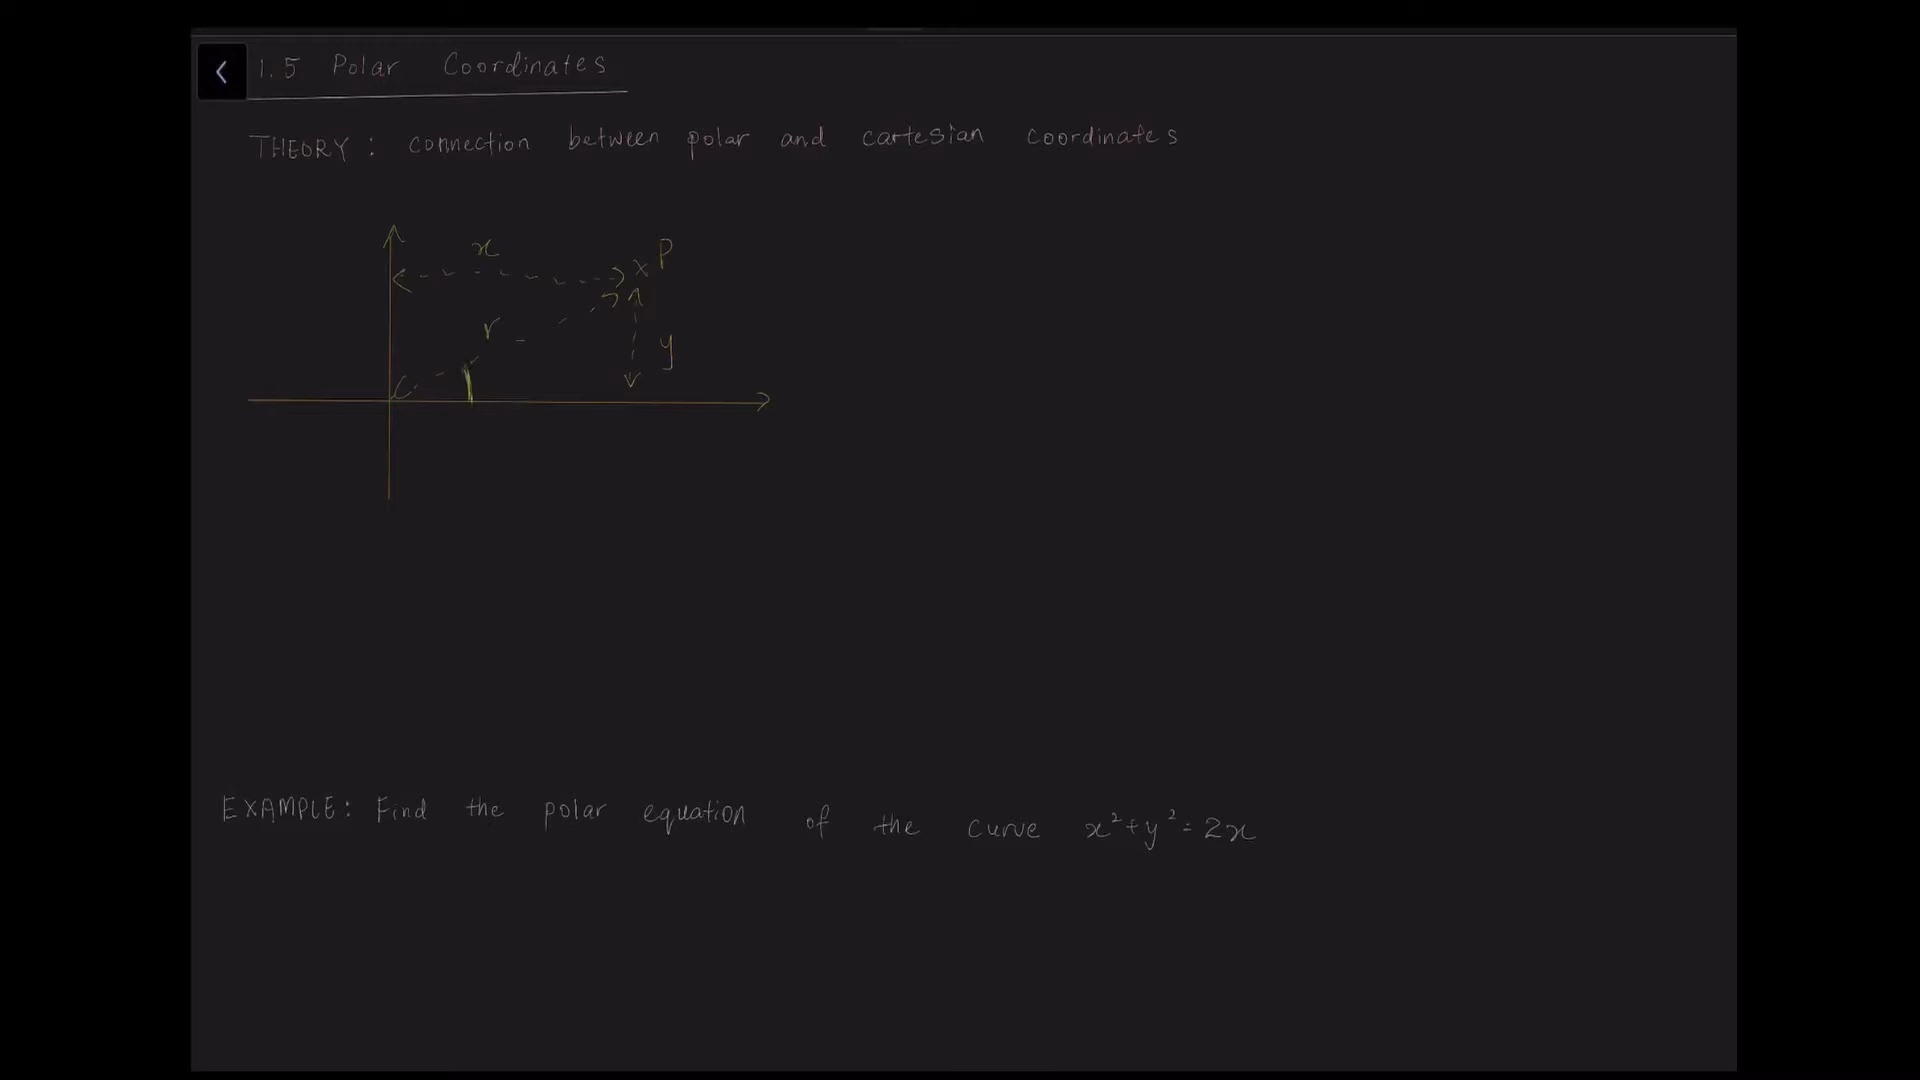 1.5 Polar Coordinates
THEORY: connection between polar and cartesian coordinates
x
P
r
y
EXAMPLE: Find the polar equation of the curve x²+y²=2x